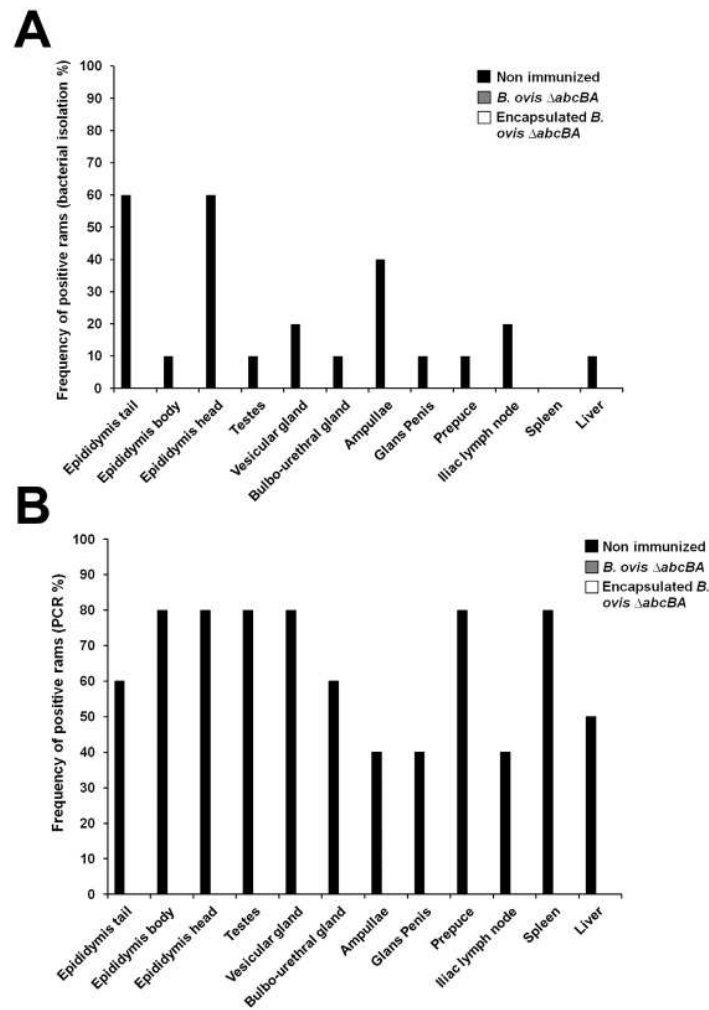 A
Frequency of positive rams (bacterial isolation %)
100
90
80
70
60
50
40
30
20
10
0
Non immunized
B. ovis ∆abcBA
Encapsulated B.
ovis ∆abcBA
Epididymis tail
Epididymis body
Epididymis head
Testes
Vesicular gland
Bulbo-urethral gland
Ampullae
Glans Penis
Prepuce
Iliac lymph node
Spleen
Liver
B
Frequency of positive rams (PCR %)
100
90
80
70
60
50
40
30
20
10
0
Non immunized
B. ovis ∆abcBA
Encapsulated B.
ovis ∆abcBA
Epididymis tail
Epididymis body
Epididymis head
Testes
Vesicular gland
Bulbo-urethral gland
Ampullae
Glans Penis
Prepuce
Iliac lymph node
Spleen
Liver